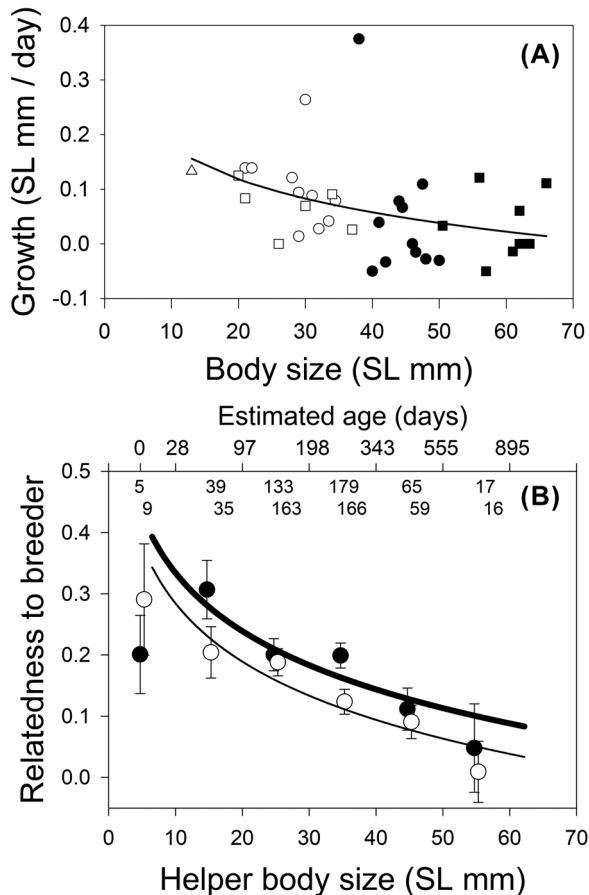 Growth (SL mm / day)
0.4
0.3
0.2
0.1
0.0
-0.1
(A)
0 10 20 30 40 50 60 70
Body size (SL mm)
Estimated age (days)
0 28 97 198 343 555 895
Relatedness to breeder
0.5
0.4
0.3
0.2
0.1
0.0
5 39 133 179 65 17
9 35 163 166 59 16
(B)
0 10 20 30 40 50 60 70
Helper body size (SL mm)